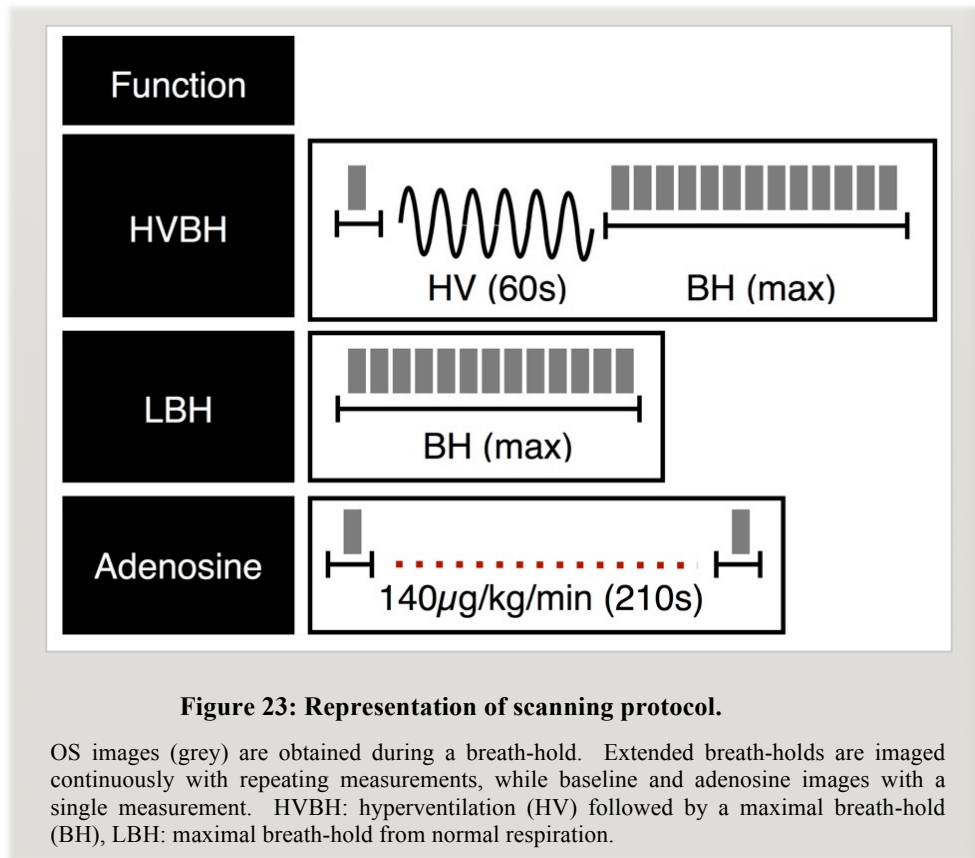 Function
HVBH
HV (60s)
BH (max)
LBH
BH (max)
Adenosine
140µg/kg/min (210s)
Figure 23: Representation of scanning protocol.
OS images (grey) are obtained during a breath-hold. Extended breath-holds are imaged
continuously with repeating measurements, while baseline and adenosine images with a
single measurement. HVBH: hyperventilation (HV) followed by a maximal breath-hold
(BH), LBH: maximal breath-hold from normal respiration.